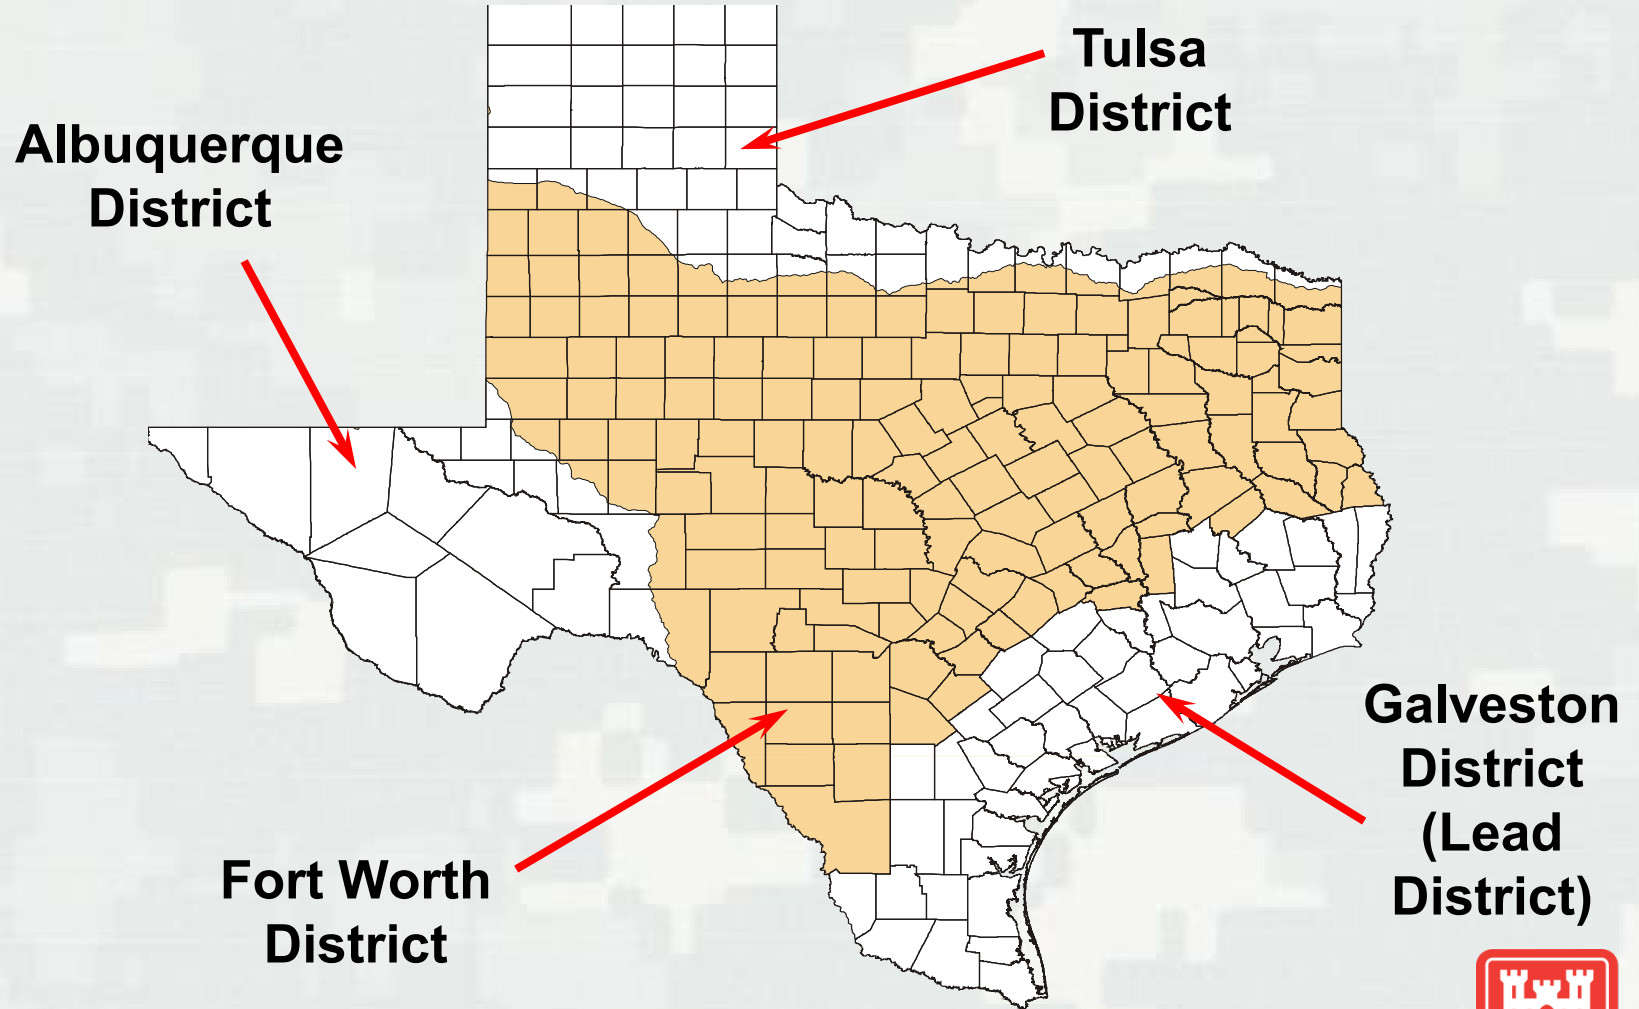 Tulsa
District
Albuquerque
District
Galveston
District
(Lead
District)
Fort Worth
District